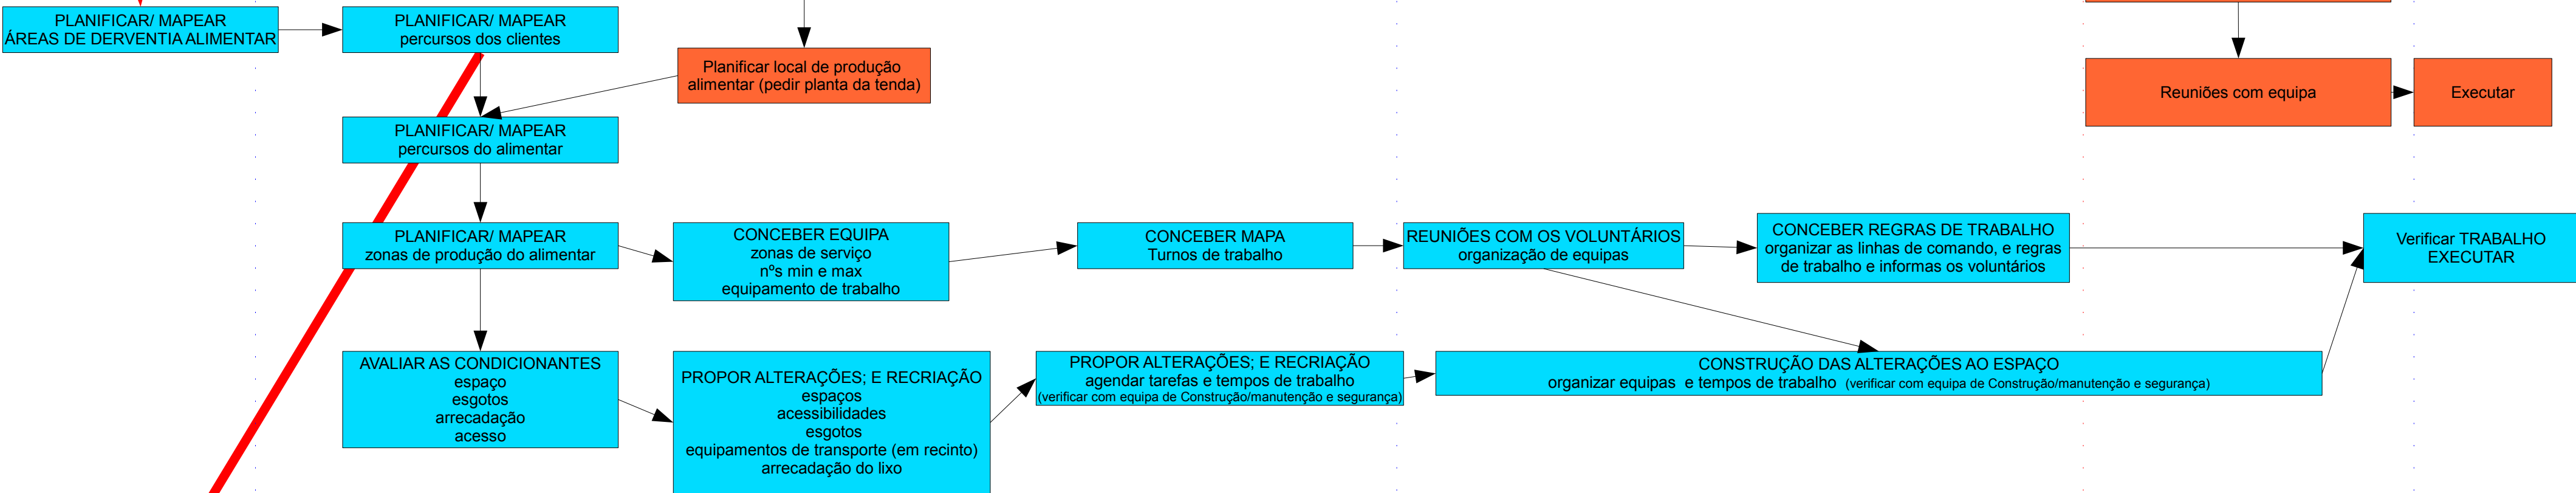 PLANIFICAR/ MAPEAR
ÁREAS DE DERVENTIA ALIMENTAR
PLANIFICAR/ MAPEAR
percursos dos clientes
Planificar local de produção
alimentar (pedir planta da tenda)
Reuniões com equipa
Executar
PLANIFICAR/ MAPEAR
percursos do alimentar
PLANIFICAR/ MAPEAR
zonas de produção do alimentar
CONCEBER EQUIPA
zonas de serviço
nºs min e max
equipamento de trabalho
CONCEBER MAPA
Turnos de trabalho
REUNIÕES COM OS VOLUNTÁRIOS
organização de equipas
CONCEBER REGRAS DE TRABALHO
organizar as linhas de comando, e regras
de trabalho e informas os voluntários
Verificar TRABALHO
EXECUTAR
AVALIAR AS CONDICIONANTES
espaço
esgotos
arrecadação
acesso
PROPOR ALTERAÇÕES; E RECRIAÇÃO
espaços
acessibilidades
esgotos
equipamentos de transporte (em recinto)
arrecadação do lixo
PROPOR ALTERAÇÕES; E RECRIAÇÃO
agendar tarefas e tempos de trabalho
(verificar com equipa de Construção/manutenção e segurança)
CONSTRUÇÃO DAS ALTERAÇÕES AO ESPAÇO
organizar equipas e tempos de trabalho (verificar com equipa de Construção/manutenção e segurança)